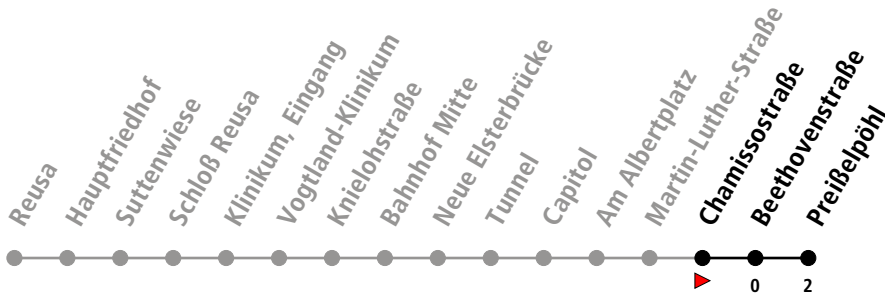 Reusa
Hauptfriedhof
Suttenwiese
Schloß Reusa
Klinikum, Eingang
Vogtland-Klinikum
Knielohstraße
Bahnhof Mitte
Neue Elsterbrücke
Tunnel
Capitol
Am Albertplatz
Martin-Luther-Straße
Chamissostraße
Beethovenstraße
Preißelpöhl
0
2